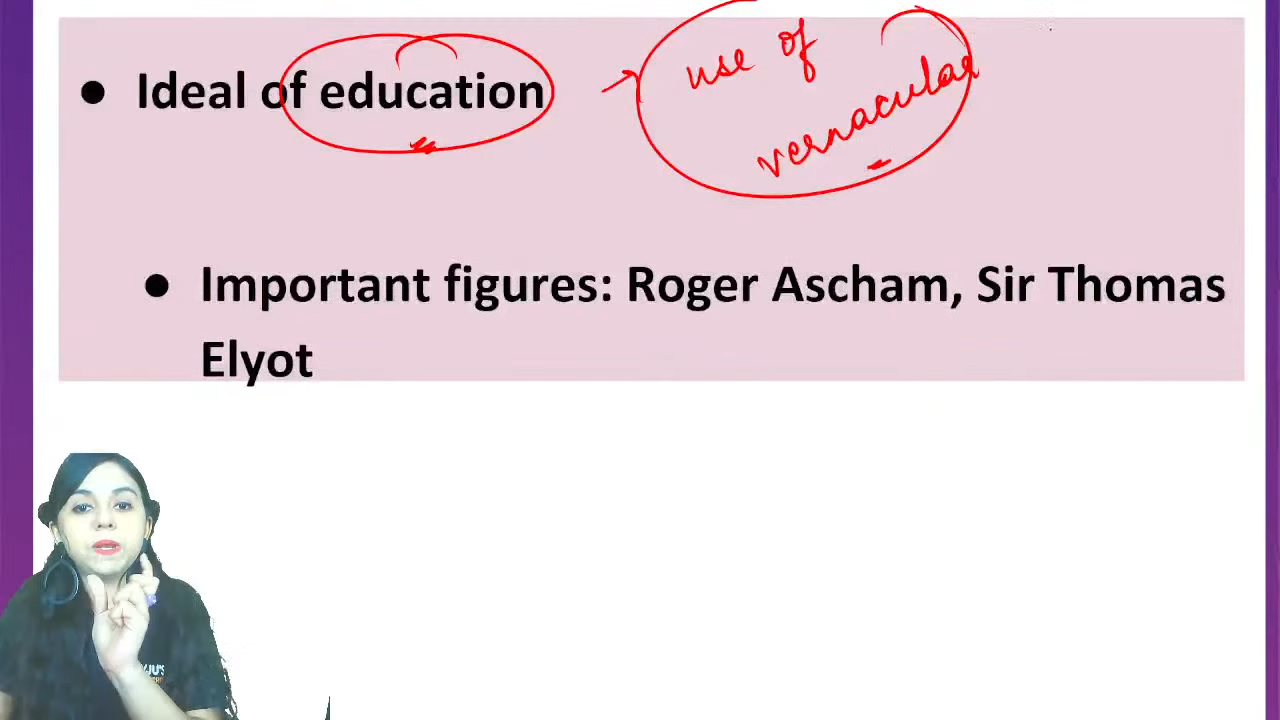 ● Ideal of education → use of
vernacular
● Important figures: Roger Ascham, Sir Thomas
Elyot